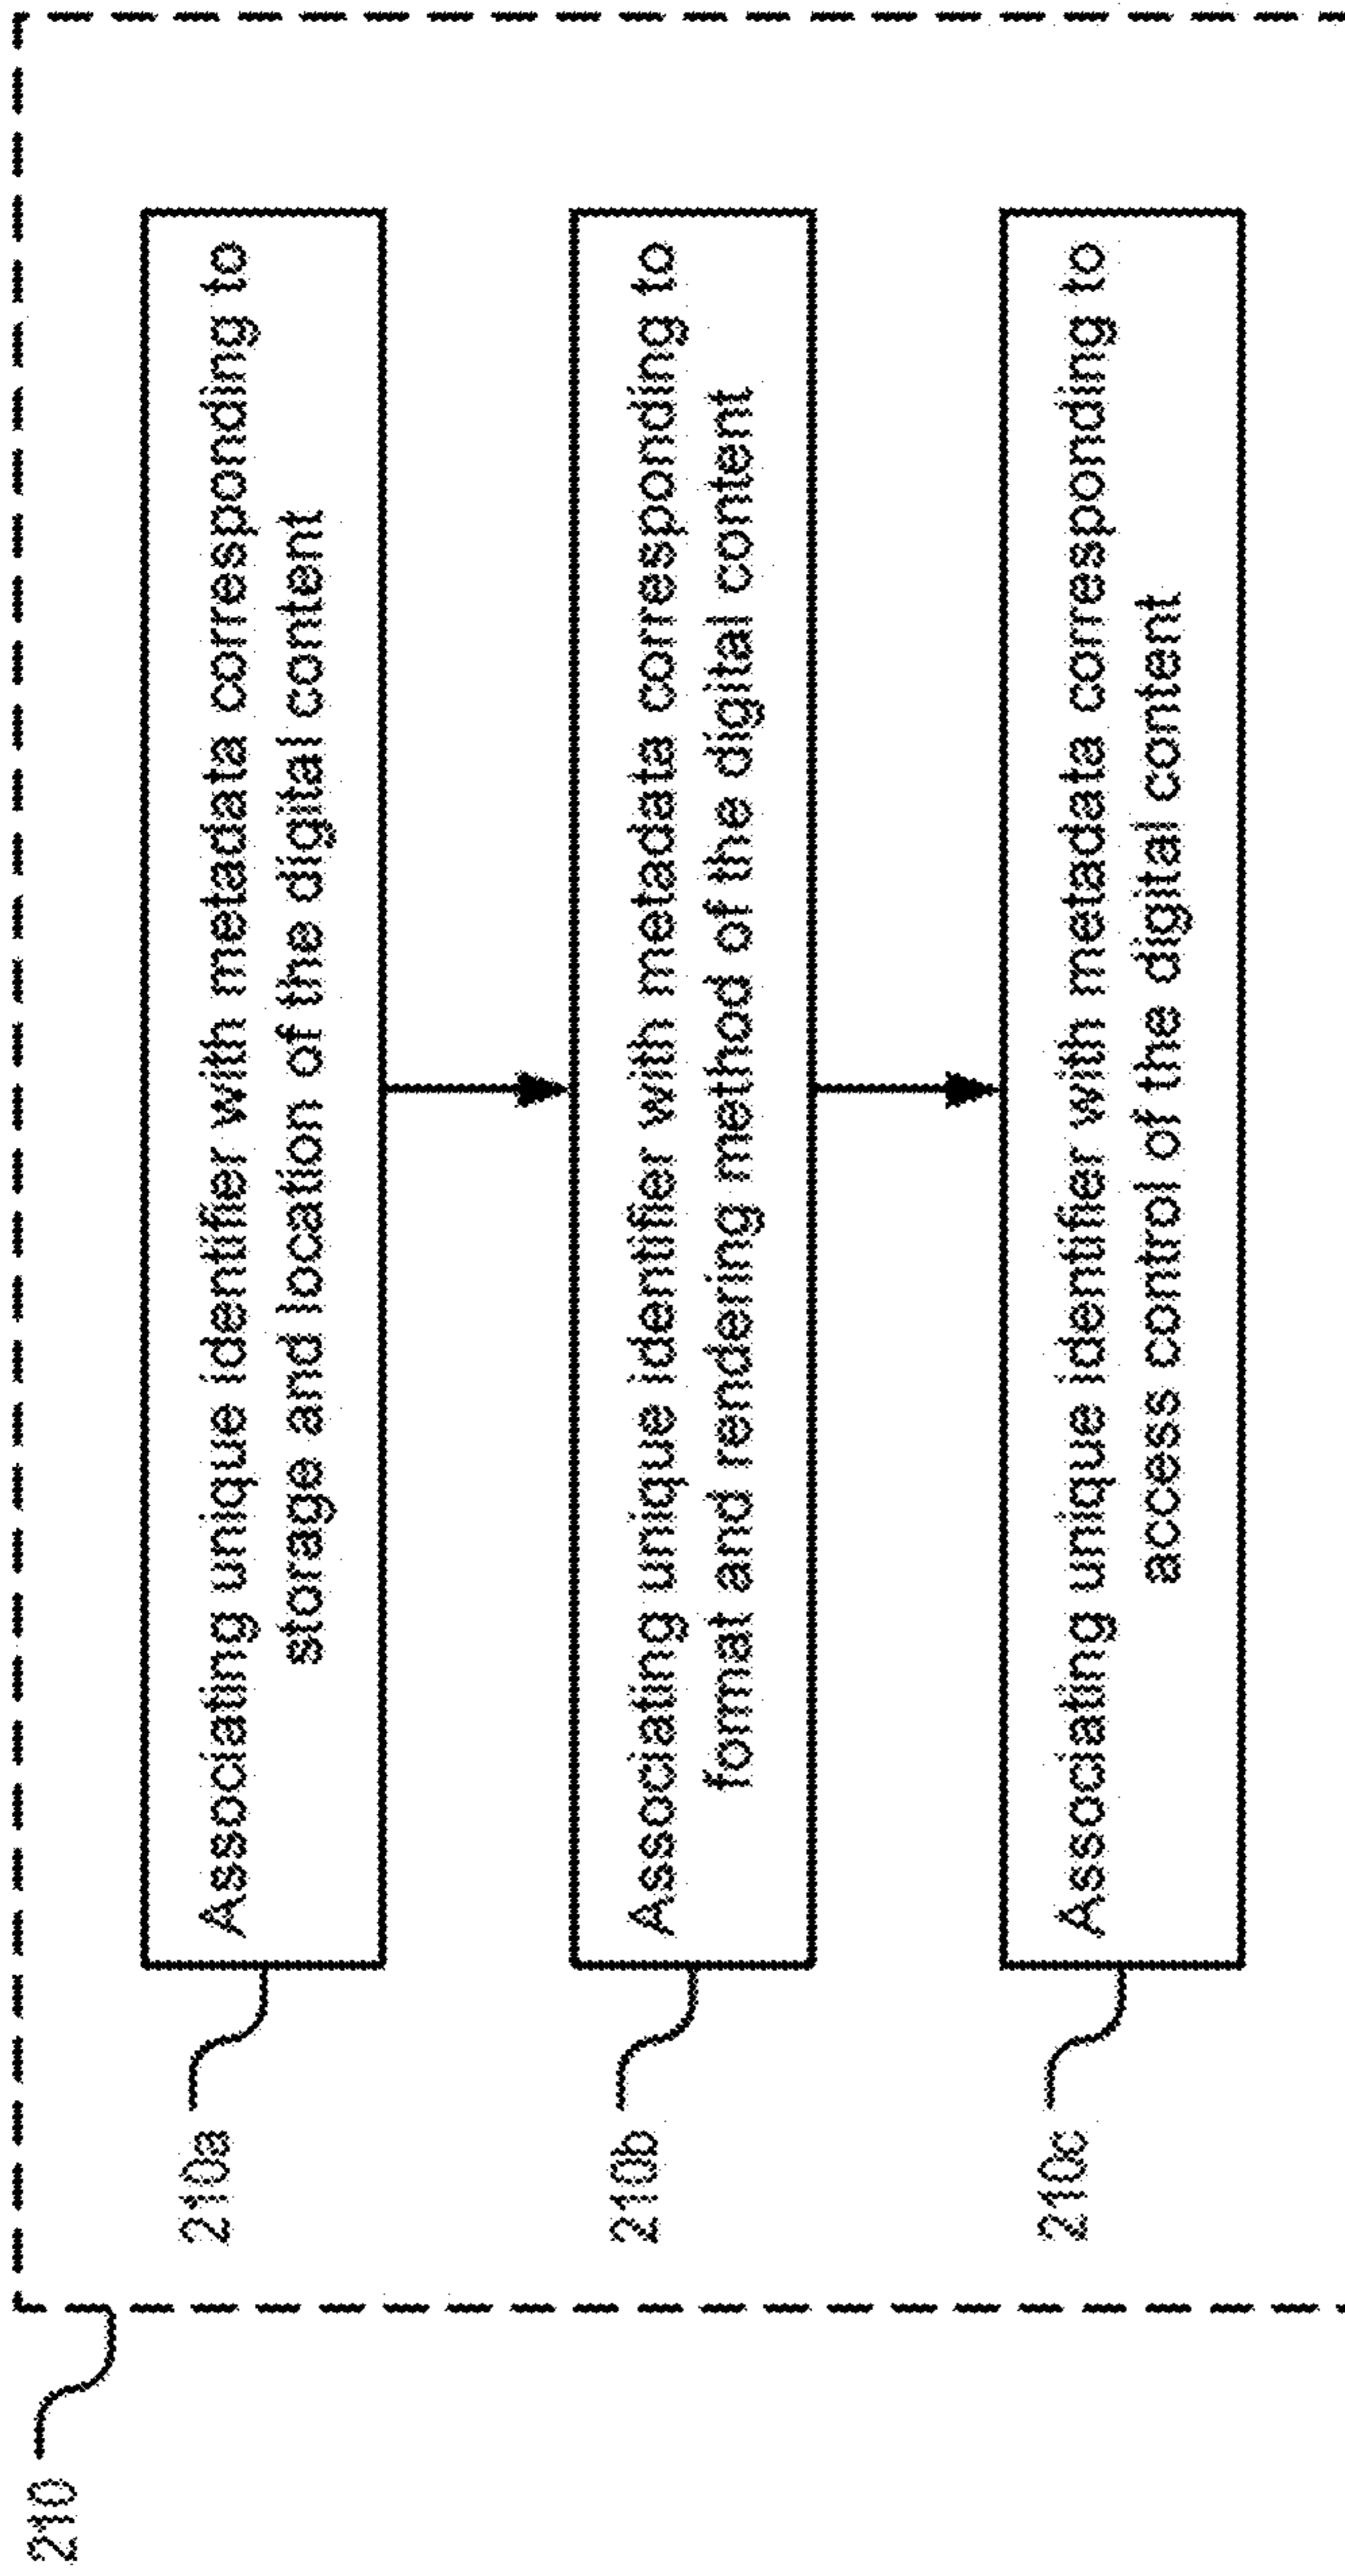 210
210a
Associating unique identifier with metadata corresponding to
storage and location of the digital content
210b
Associating unique identifier with metadata corresponding to
format and rendering method of the digital content
210c
Associating unique identifier with metadata corresponding to
access control of the digital content